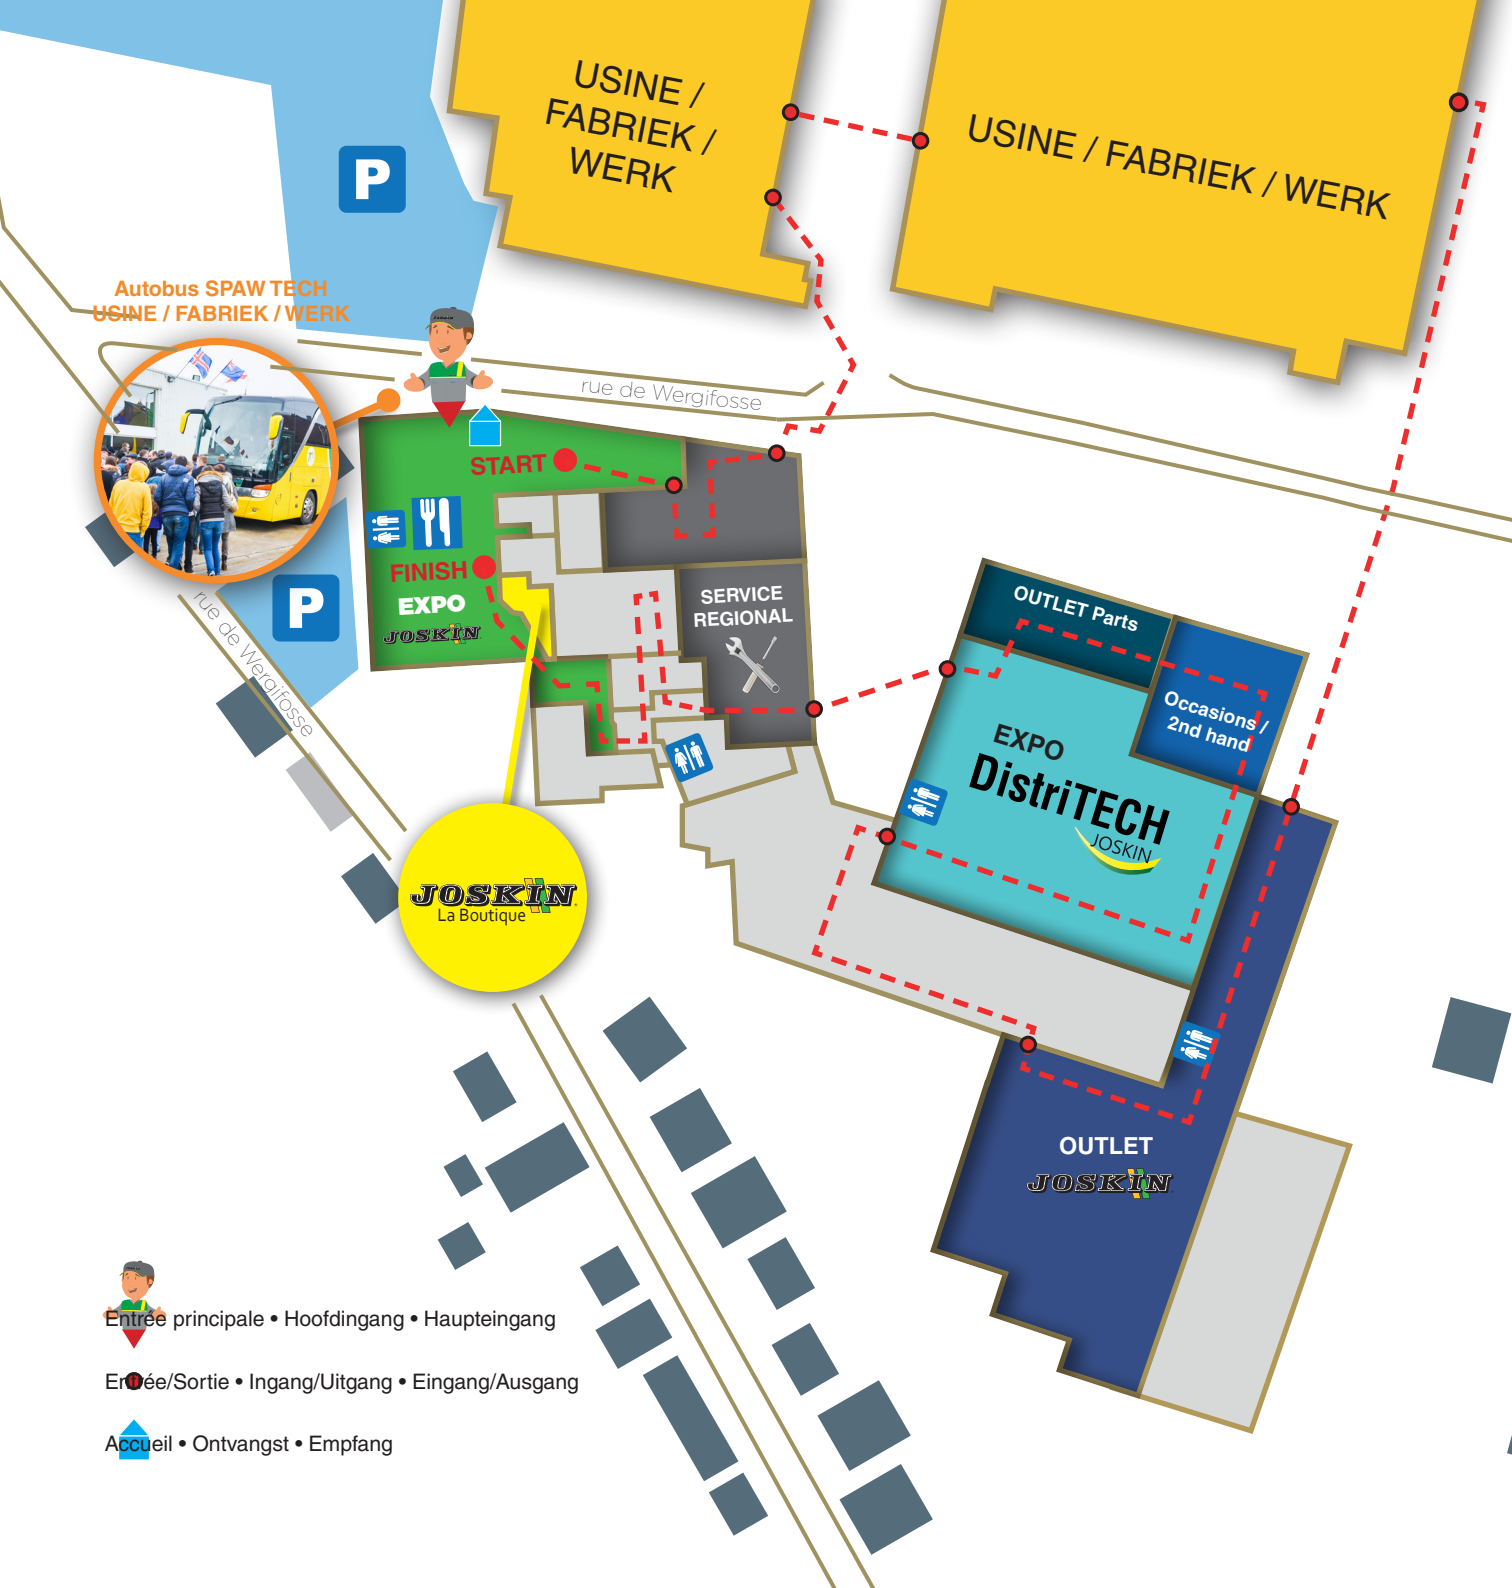 USINE /
FABRIEK /
WERK
USINE / FABRIEK / WERK
P
Autobus SPAW TECH
USINE / FABRIEK / WERK
rue de Wergifosse
START
FINISH
EXPO
JOSKIN
P
rue de Wergifosse
SERVICE
REGIONAL
OUTLET Parts
Occasions /
2nd hand
EXPO
DistriTECH
JOSKIN
JOSKIN
La Boutique
OUTLET
JOSKIN
Entrée principale • Hoofdingang • Haupteingang
Entrée/Sortie • Ingang/Uitgang • Eingang/Ausgang
Accueil • Ontvangst • Empfang